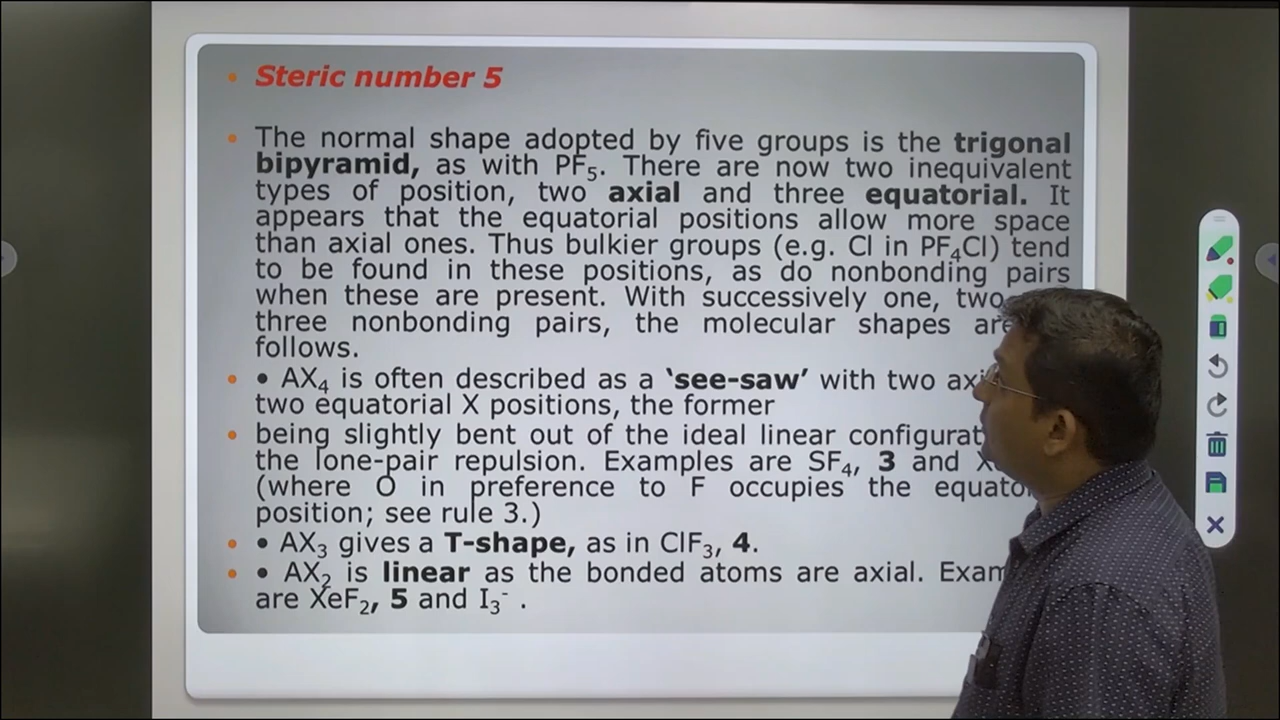 Steric number 5
The normal shape adopted by five groups is the trigonal
bipyramid, as with PF₅. There are now two inequivalent
types of position, two axial and three equatorial. It
appears that the equatorial positions allow more space
than axial ones. Thus bulkier groups (e.g. Cl in PF₄Cl) tend
to be found in these positions, as do nonbonding pairs
when these are present. With successively one, two
three nonbonding pairs, the molecular shapes are
follows.
• AX₄ is often described as a ‘see-saw’ with two
two equatorial X positions, the former
being slightly bent out of the ideal linear
the lone-pair repulsion. Examples are SF₄, 3 and
(where O in preference to F occupies the
position; see rule 3.)
• AX₃ gives a T-shape, as in ClF₃, 4.
• AX₂ is linear as the bonded atoms are axial.
are XeF₂, 5 and I₃⁻ .